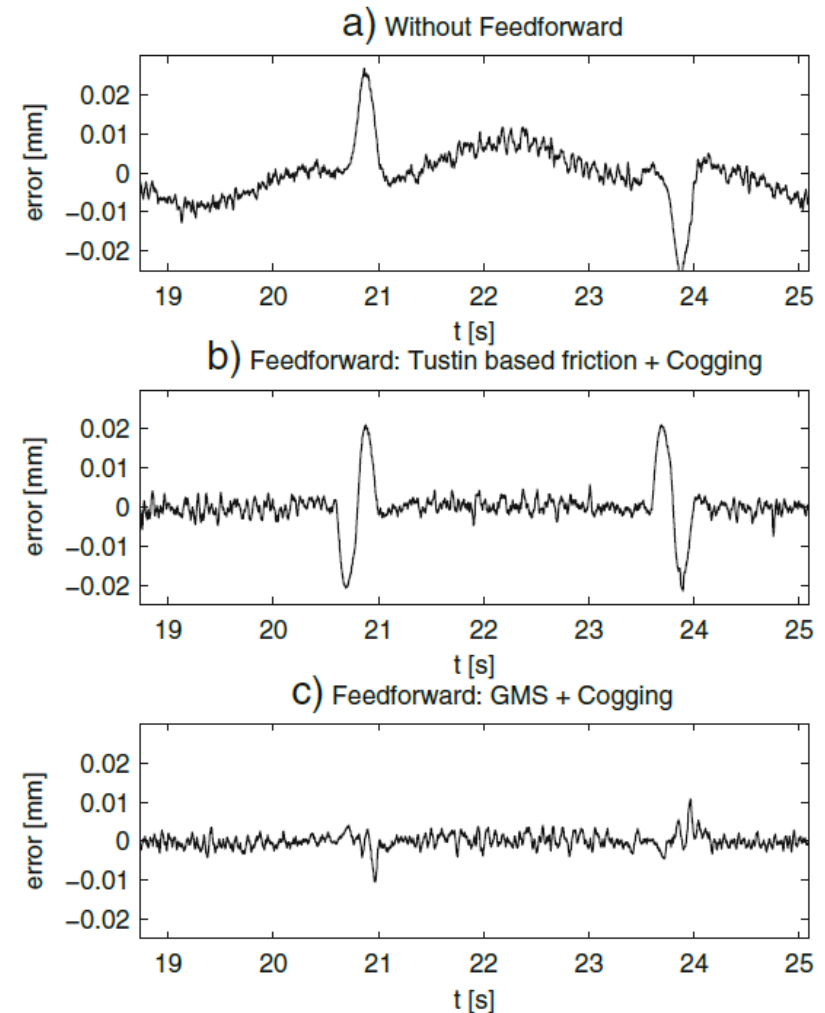 a) Without Feedforward
0.02
0.01
0
−0.01
−0.02
error [mm]
19 20 21 22 23 24 25
t [s]
b) Feedforward: Tustin based friction + Cogging
0.02
0.01
0
−0.01
−0.02
error [mm]
19 20 21 22 23 24 25
t [s]
c) Feedforward: GMS + Cogging
0.02
0.01
0
−0.01
−0.02
error [mm]
19 20 21 22 23 24 25
t [s]